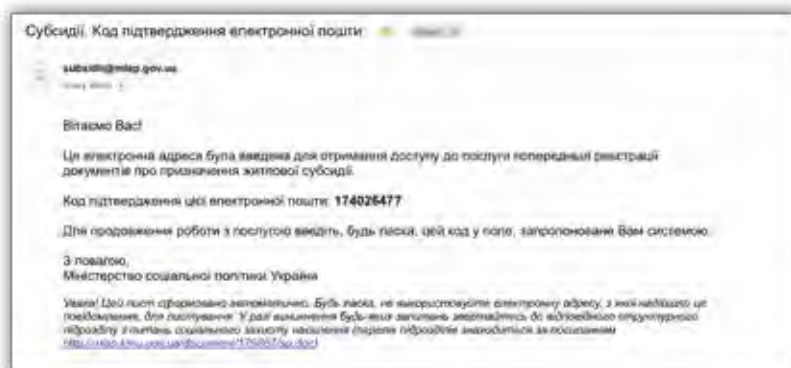 Субсидії. Код підтвердження електронної пошти
subsidii@mlsp.gov.ua
Вітаємо Вас!
Ця електронна адреса була введена для отримання доступу до послуги попередньої реєстрації
документів про призначення житлової субсидії.
Код підтвердження цієї електронної пошти: 174026477
Для продовження роботи з послугою введіть, будь ласка, цей код у поле, запропоноване Вам системою.
З повагою,
Міністерство соціальної політики України
Увага! Цей лист сформовано автоматично. Будь ласка, не використовуйте електронну адресу, з якої надійшло це
повідомлення, для листування. У разі виникнення будь-яких запитань звертайтесь до відповідного структурного
підрозділу з питань соціального захисту населення (перелік підрозділів знаходиться за посиланням